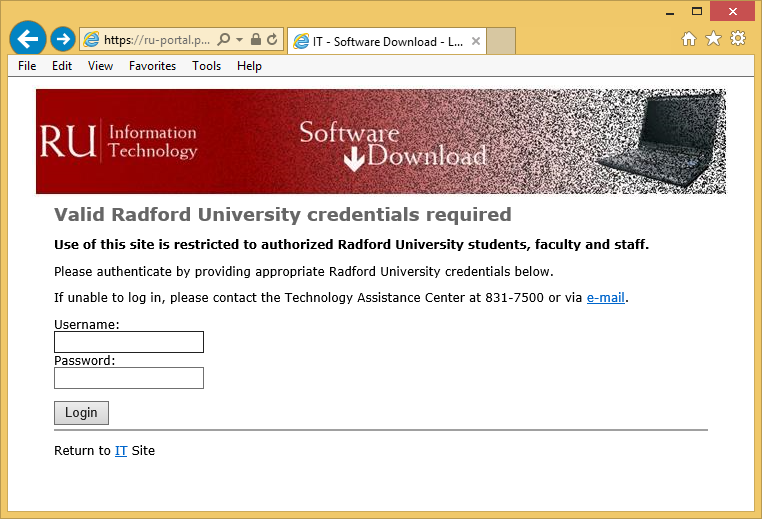 https://ru-portal.p...
IT - Software Download - L...
File Edit View Favorites Tools Help
RU Information Technology
Software Download
Valid Radford University credentials required
Use of this site is restricted to authorized Radford University students, faculty and staff.
Please authenticate by providing appropriate Radford University credentials below.
If unable to log in, please contact the Technology Assistance Center at 831-7500 or via e-mail.
Username:
Password:
Login
Return to IT Site